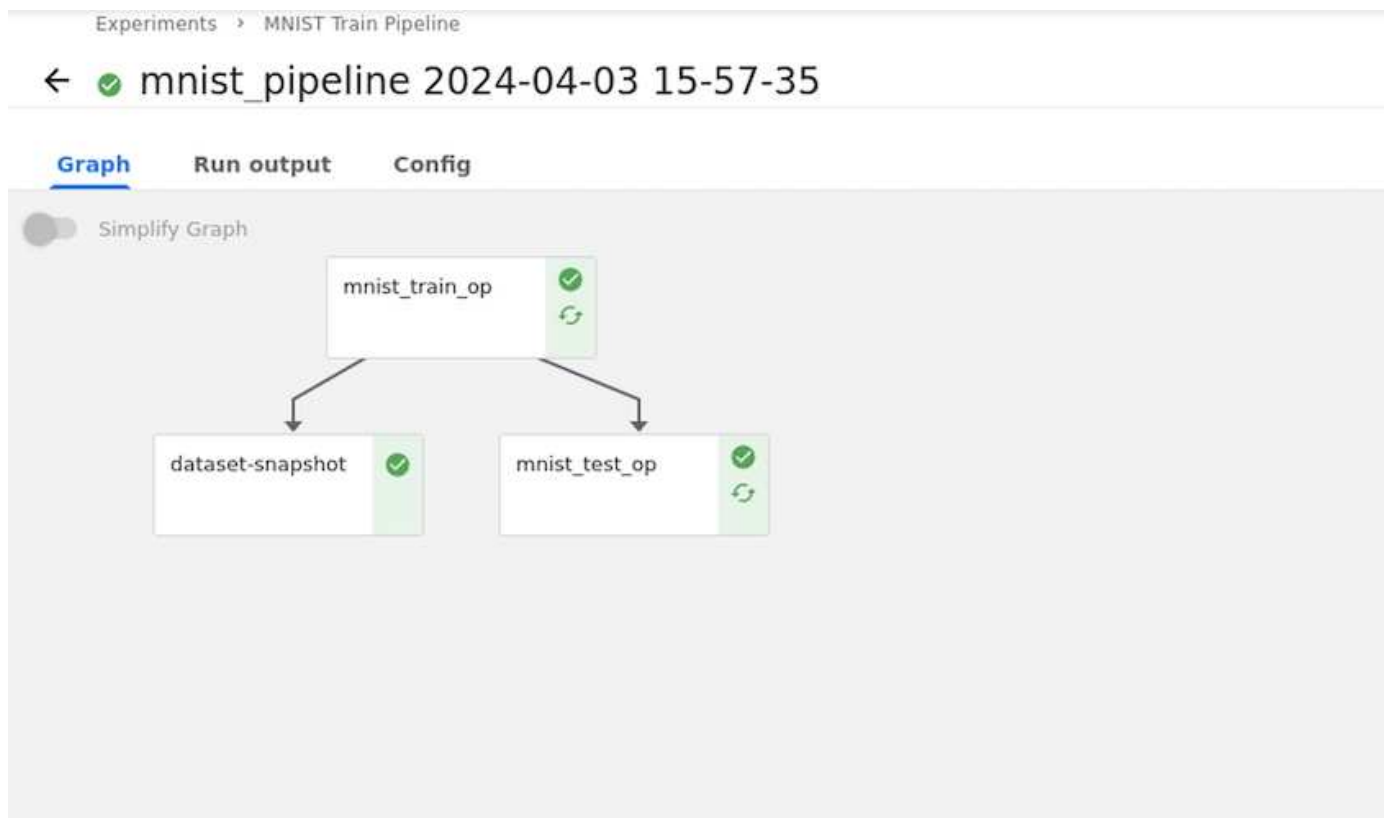 Experiments > MNIST Train Pipeline
mnist_pipeline 2024-04-03 15-57-35
Graph Run output Config
Simplify Graph
mnist_train_op
dataset-snapshot mnist_test_op